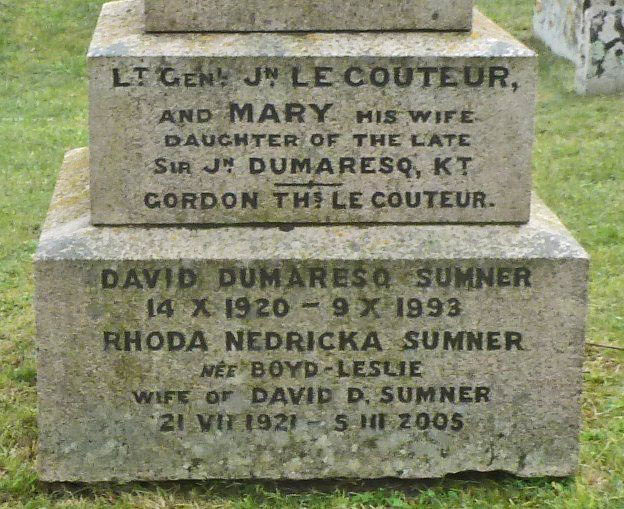 LT GENL JN LE COUTEUR,
AND MARY HIS WIFE
DAUGHTER OF THE LATE
SIR JN DUMARESQ, KT
GORDON THS LE COUTEUR.
DAVID DUMARESQ SUMNER
14 X 1920 - 9 X 1993
RHODA NEDRICKA SUMNER
NÉE BOYD-LESLIE
WIFE OF DAVID D. SUMNER
21 VII 1921 - 5 III 2005